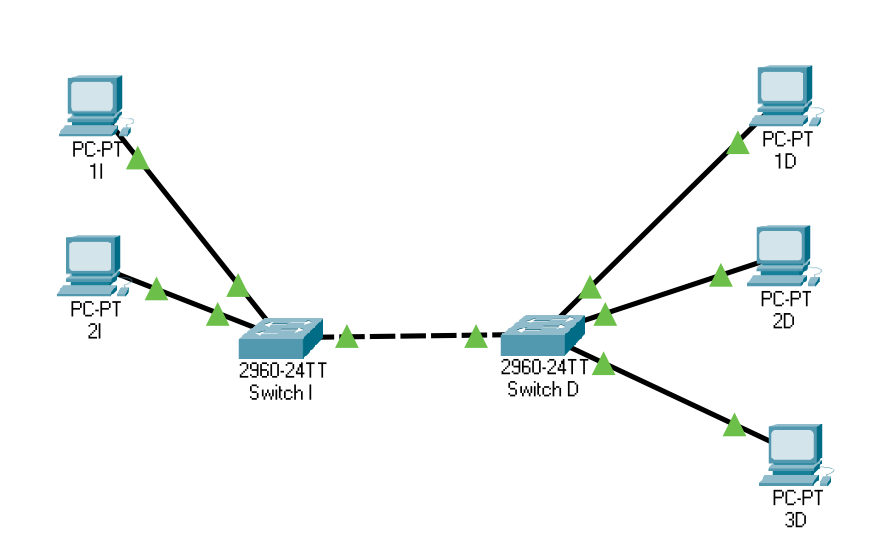 PC-PT
1I
PC-PT
1D
PC-PT
2I
PC-PT
2D
2960-24TT
Switch I
2960-24TT
Switch D
PC-PT
3D